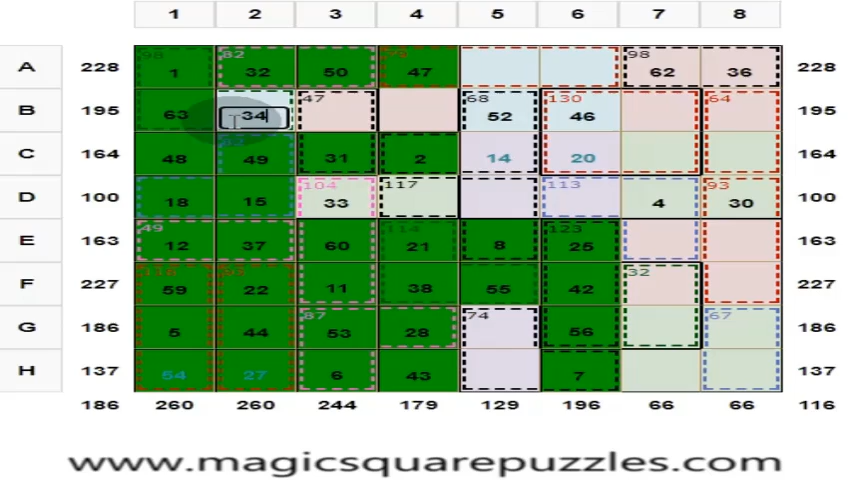 1 2 3 4 5 6 7 8
98 82 98
A 228 1 32 50 47 62 36 228
47 68 130 64
B 195 63 34 52 46 195
C 164 48 49 31 2 14 20 164
104 117 113 93
D 100 18 15 33 4 30 100
49 114 123
E 163 12 37 60 21 8 25 163
32
F 227 59 22 11 38 55 42 227
87 74 67
G 186 5 44 53 28 56 186
H 137 54 27 6 43 7 137
186 260 260 244 179 129 196 66 66 116
www.magicsquarepuzzles.com